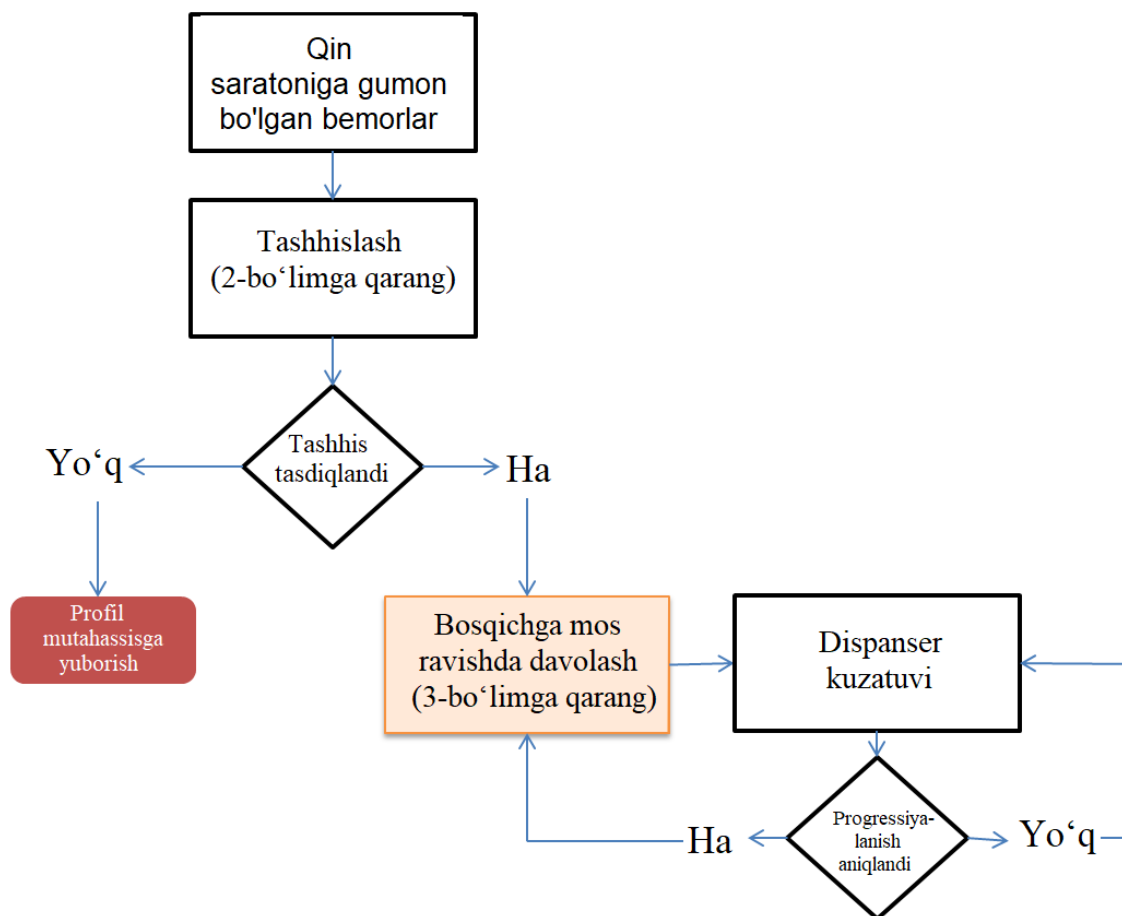 Qin
saratoniga gumon
bo'lgan bemorlar
Tashhislash
(2-bo‘limga qarang)
Tashhis
tasdiqlandi
Yo‘q
Ha
Profil
mutahassisga
yuborish
Bosqichga mos
ravishda davolash
(3-bo‘limga qarang)
Dispanser
kuzatuvi
Progressiya-
lanish
aniqlandi
Ha
Yo‘q